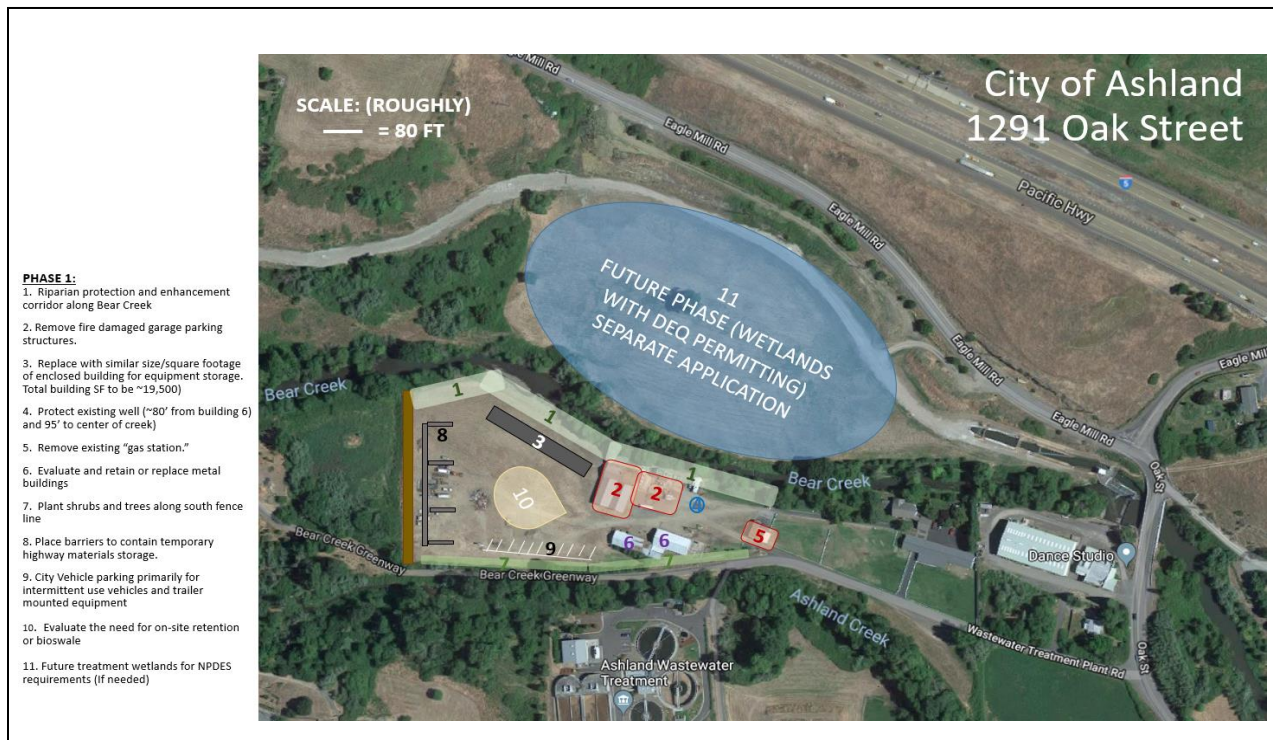 City of Ashland
1291 Oak Street
SCALE: (ROUGHLY)
= 80 FT
PHASE 1:
1. Riparian protection and enhancement
corridor along Bear Creek
2. Remove fire damaged garage parking
structures.
3. Replace with similar size/square footage
of enclosed building for equipment storage.
Total building SF to be ~19,500)
4. Protect existing well (~80' from building 6)
and 95' to center of creek)
5. Remove existing “gas station.”
6. Evaluate and retain or replace metal
buildings
7. Plant shrubs and trees along south fence
line
8. Place barriers to contain temporary
highway materials storage.
9. City Vehicle parking primarily for
intermittent use vehicles and trailer
mounted equipment
10. Evaluate the need for on-site retention
or bioswale
11. Future treatment wetlands for NPDES
requirements (If needed)
Eagle Mill Rd
Eagle Mill Rd
Eagle Mill Rd
Eagle Mill Rd
Eagle Mill Rd
Eagle Mill
Pacific Hwy
5
11
FUTURE PHASE (WETLANDS
WITH DEQ PERMITTING)
SEPARATE APPLICATION
Bear Creek
Bear Creek
1
1
1
8
3
2
2
4
10
6
6
5
9
7
7
Bear Creek Greenway
Bear Creek Greenway
Ashland Creek
Dance Studio
Oak St
Oak St
Wastewater Treatment Plant Rd
Ashland Wastewater
Treatment